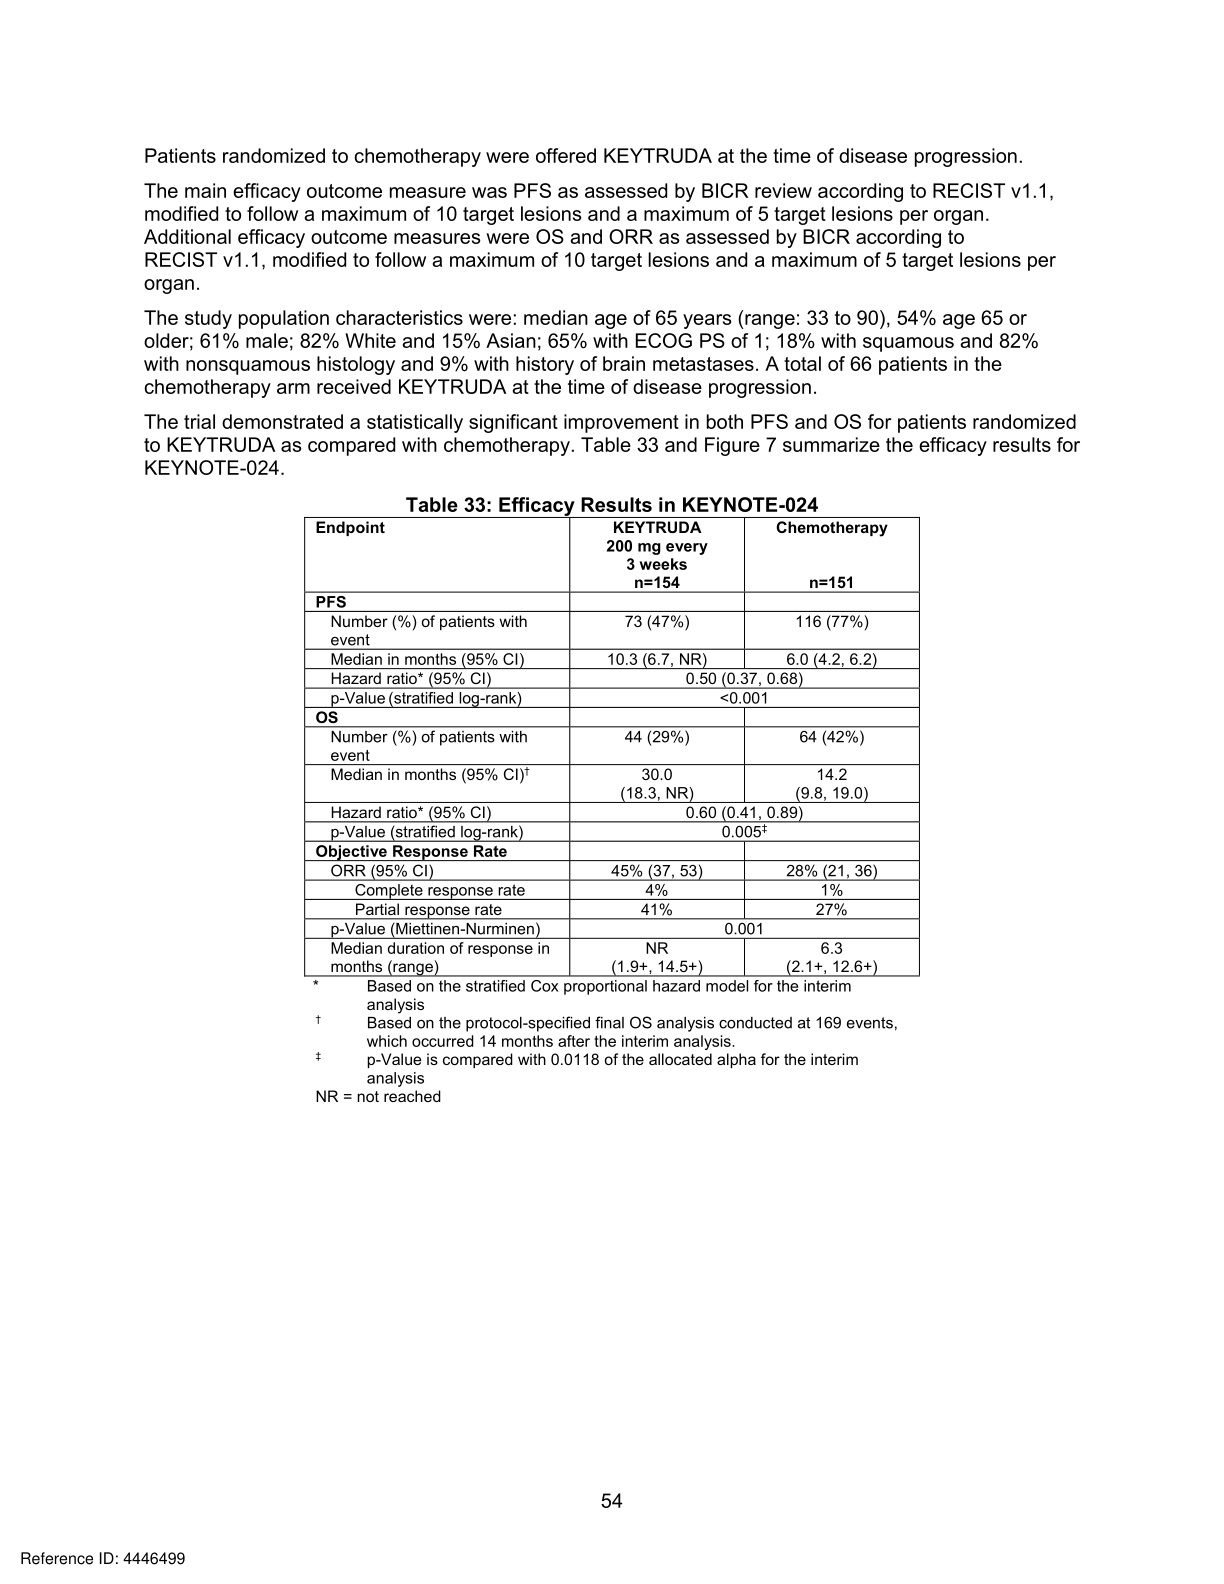 Patients randomized to chemotherapy were offered KEYTRUDA at the time of disease progression.
The main efficacy outcome measure was PFS as assessed by BICR review according to RECIST v1.1,
modified to follow a maximum of 10 target lesions and a maximum of 5 target lesions per organ.
Additional efficacy outcome measures were OS and ORR as assessed by BICR according to
RECIST v1.1, modified to follow a maximum of 10 target lesions and a maximum of 5 target lesions per
organ.
The study population characteristics were: median age of 65 years (range: 33 to 90), 54% age 65 or
older; 61% male; 82% White and 15% Asian; 65% with ECOG PS of 1; 18% with squamous and 82%
with nonsquamous histology and 9% with history of brain metastases. A total of 66 patients in the
chemotherapy arm received KEYTRUDA at the time of disease progression.
The trial demonstrated a statistically significant improvement in both PFS and OS for patients randomized
to KEYTRUDA as compared with chemotherapy. Table 33 and Figure 7 summarize the efficacy results for
KEYNOTE-024.
Table 33: Efficacy Results in KEYNOTE-024
Endpoint KEYTRUDA Chemotherapy
200 mg every
3 weeks
n=154 n=151
PFS
Number (%) of patients with 73 (47%) 116 (77%)
event
Median in months (95% CI) 10.3 (6.7, NR) 6.0 (4.2, 6.2)
Hazard ratio* (95% CI) 0.50 (0.37, 0.68)
p-Value (stratified log-rank) <0.001
OS
Number (%) of patients with 44 (29%) 64 (42%)
event
Median in months (95% CI)† 30.0 14.2
(18.3, NR) (9.8, 19.0)
Hazard ratio* (95% CI) 0.60 (0.41, 0.89)
p-Value (stratified log-rank) 0.005‡
Objective Response Rate
ORR (95% CI) 45% (37, 53) 28% (21, 36)
Complete response rate 4% 1%
Partial response rate 41% 27%
p-Value (Miettinen-Nurminen) 0.001
Median duration of response in NR 6.3
months (range) (1.9+, 14.5+) (2.1+, 12.6+)
* Based on the stratified Cox proportional hazard model for the interim
analysis
† Based on the protocol-specified final OS analysis conducted at 169 events,
which occurred 14 months after the interim analysis.
‡ p-Value is compared with 0.0118 of the allocated alpha for the interim
analysis
NR = not reached
54
Reference ID: 4446499